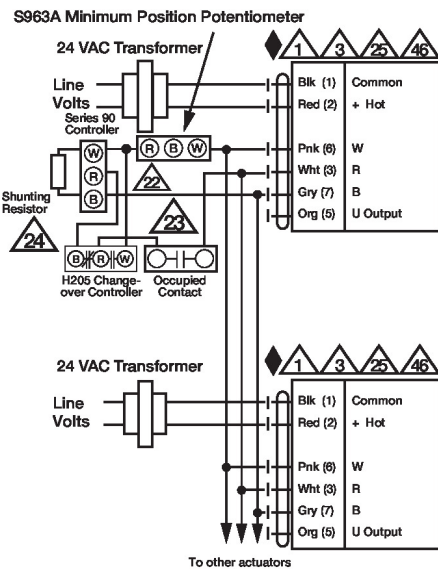 S963A Minimum Position Potentiometer
24 VAC Transformer
1 3 25 46
Line
Volts
Blk (1) Common
Red (2) + Hot
Series 90
Controller
W
R
B
R B W
Pnk (6) W
Wht (3) R
Gry (7) B
Org (5) U Output
22
23
Shunting
Resistor
24
B R W
H205 Change-
over Controller
Occupied
Contact
24 VAC Transformer
1 3 25 46
Line
Volts
Blk (1) Common
Red (2) + Hot
Pnk (6) W
Wht (3) R
Gry (7) B
Org (5) U Output
To other actuators